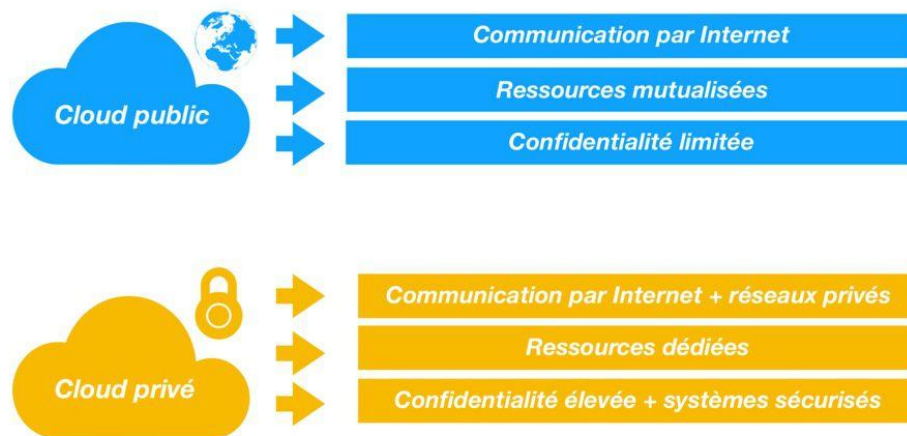 Cloud public
Communication par Internet
Ressources mutualisées
Confidentialité limitée
Cloud privé
Communication par Internet + réseaux privés
Ressources dédiées
Confidentialité élevée + systèmes sécurisés